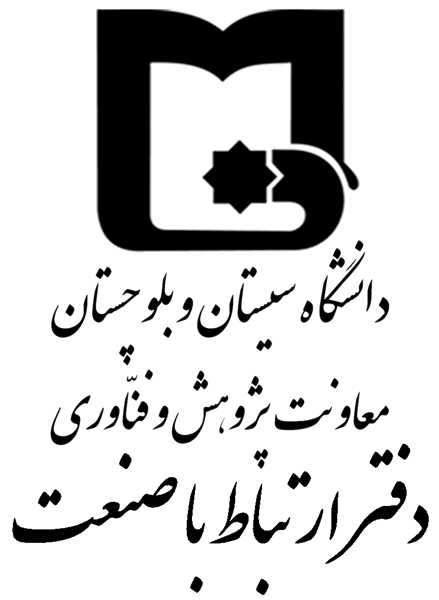 دانشگاه سیستان و بلوچستان
معاونت پژوهش و فنّاوری
دفتر ارتباط با صنعت